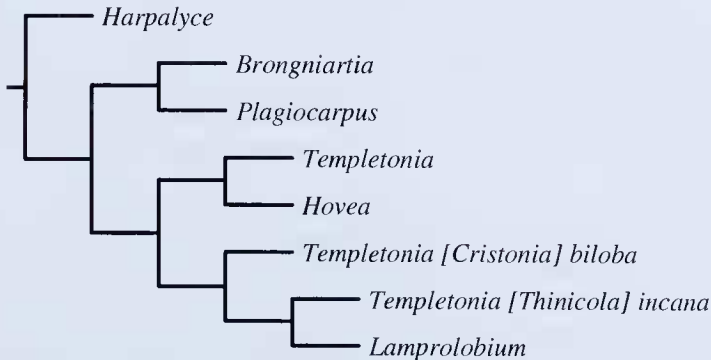 Harpalyce
Brongniartia
Plagiocarpus
Templetonia
Hovea
Templetonia [Cristonia] biloba
Templetonia [Thinicola] incana
Lamprolobium